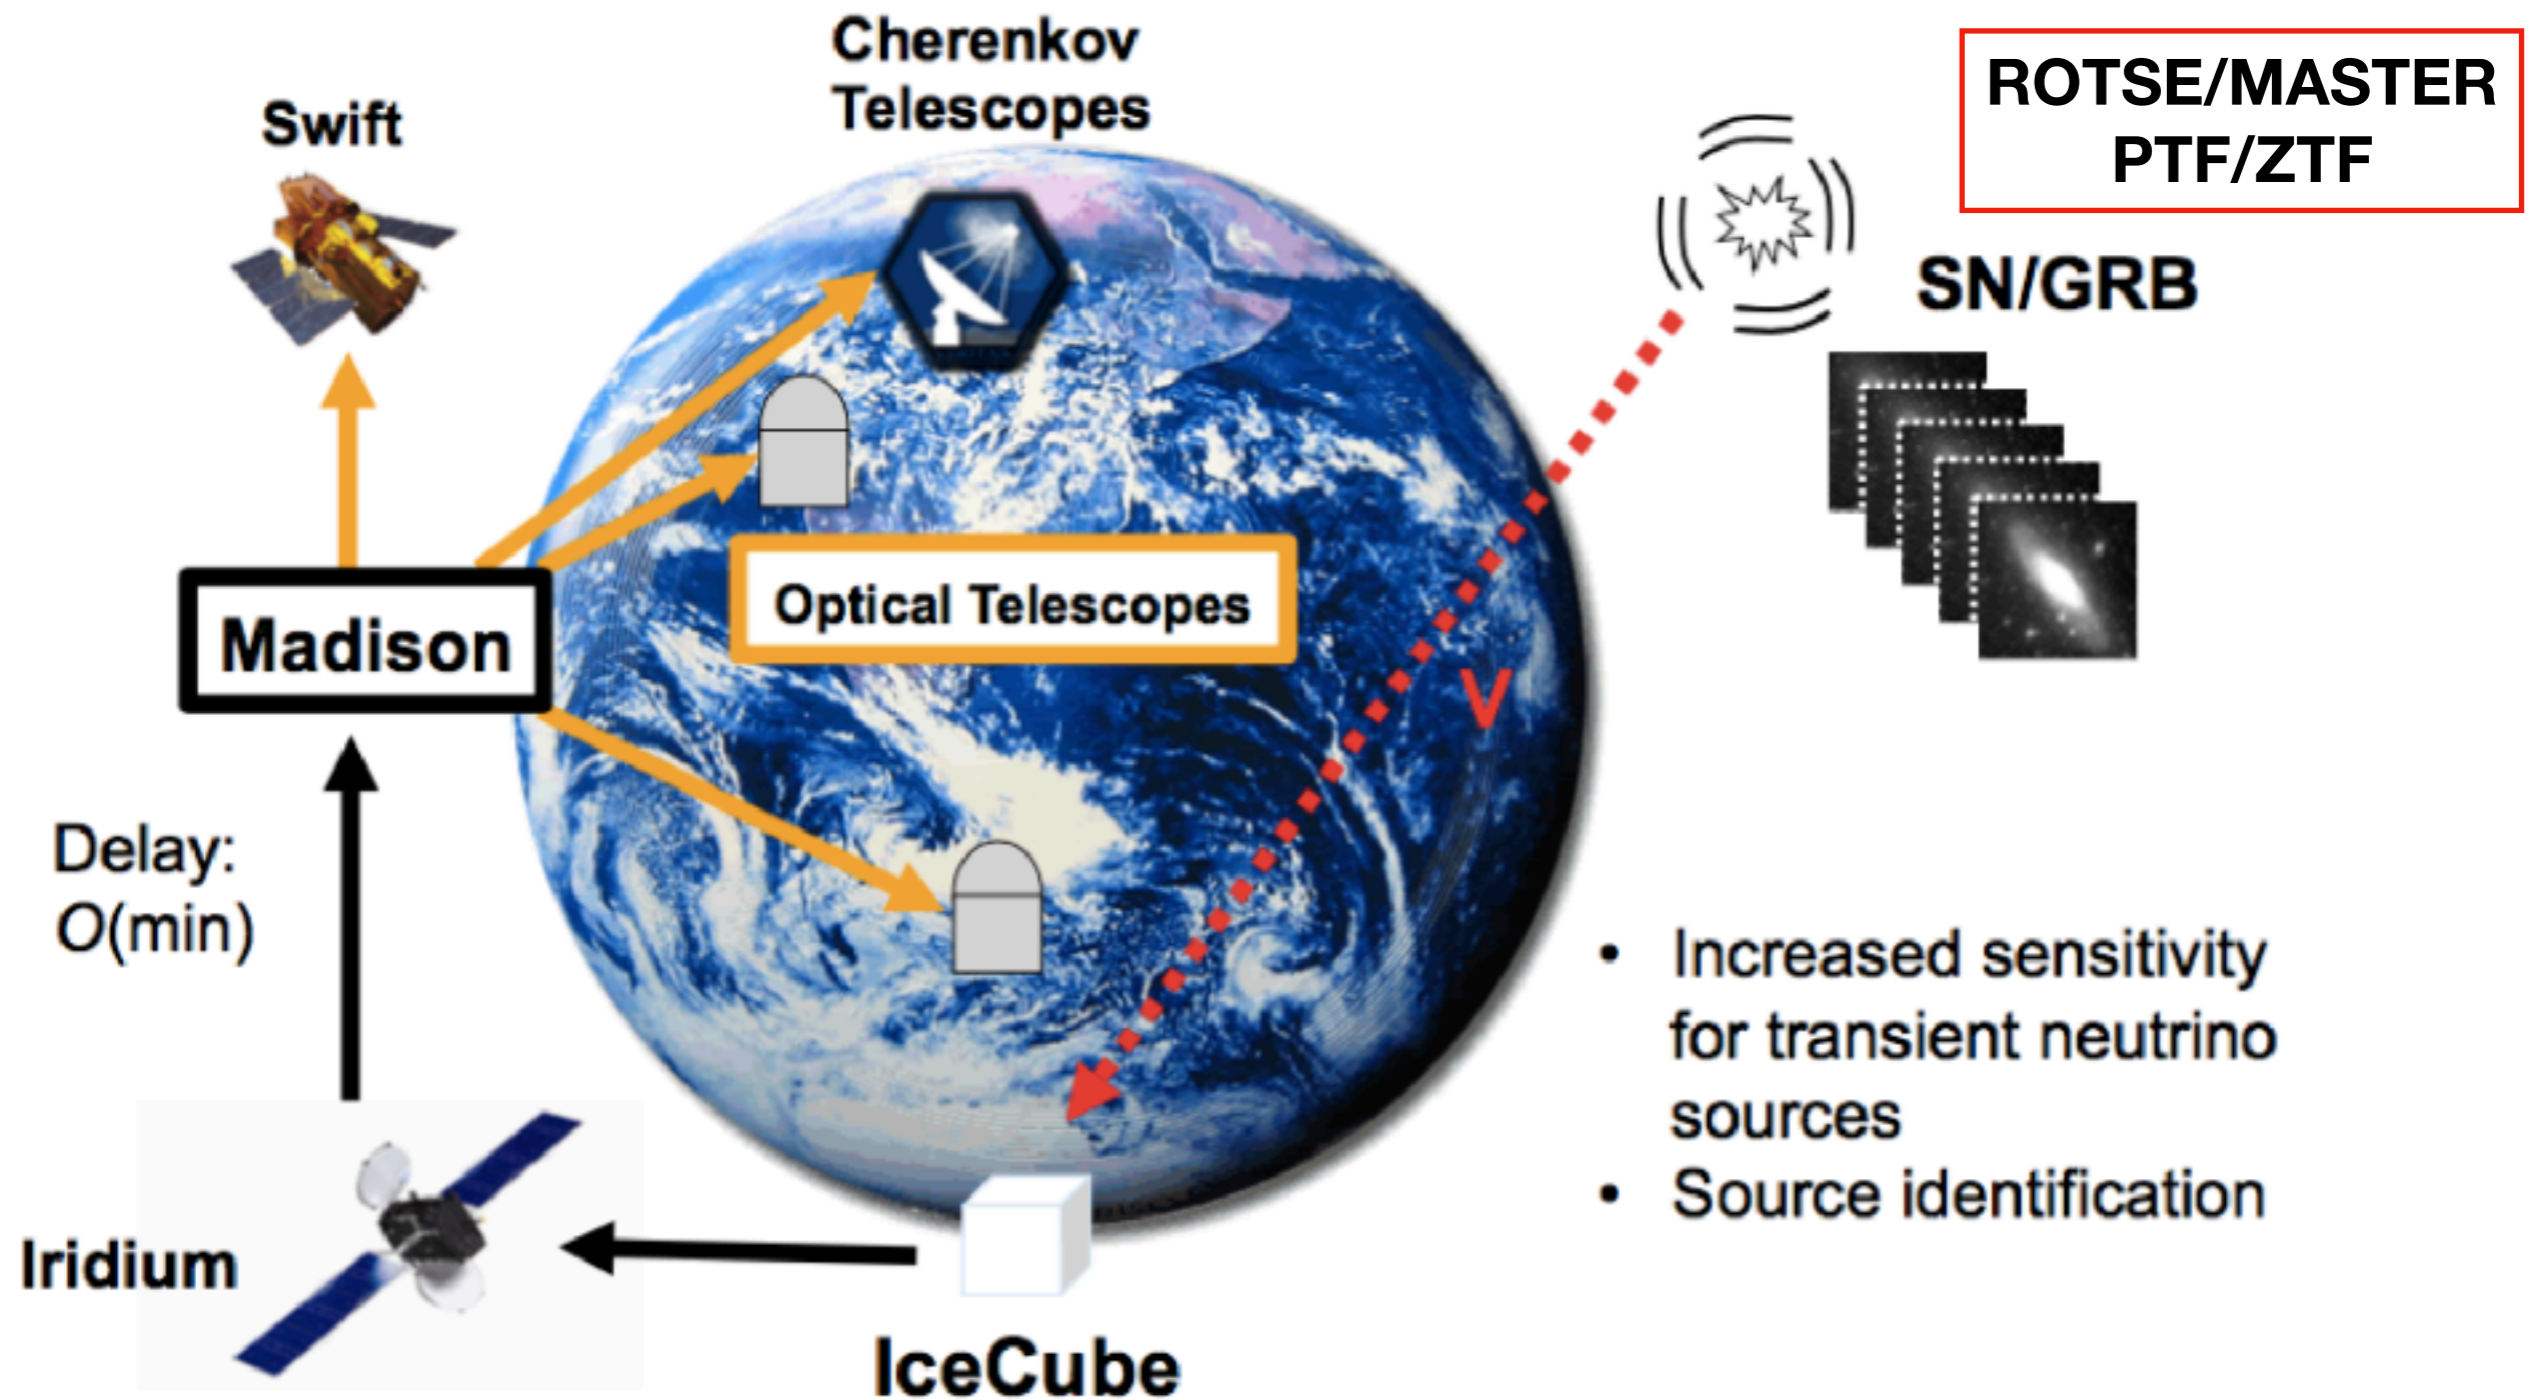 Cherenkov
Telescopes
ROTSE/MASTER
PTF/ZTF
Swift
SN/GRB
Optical Telescopes
Madison
ν
Delay:
O(min)
• Increased sensitivity
for transient neutrino
sources
• Source identification
Iridium
IceCube